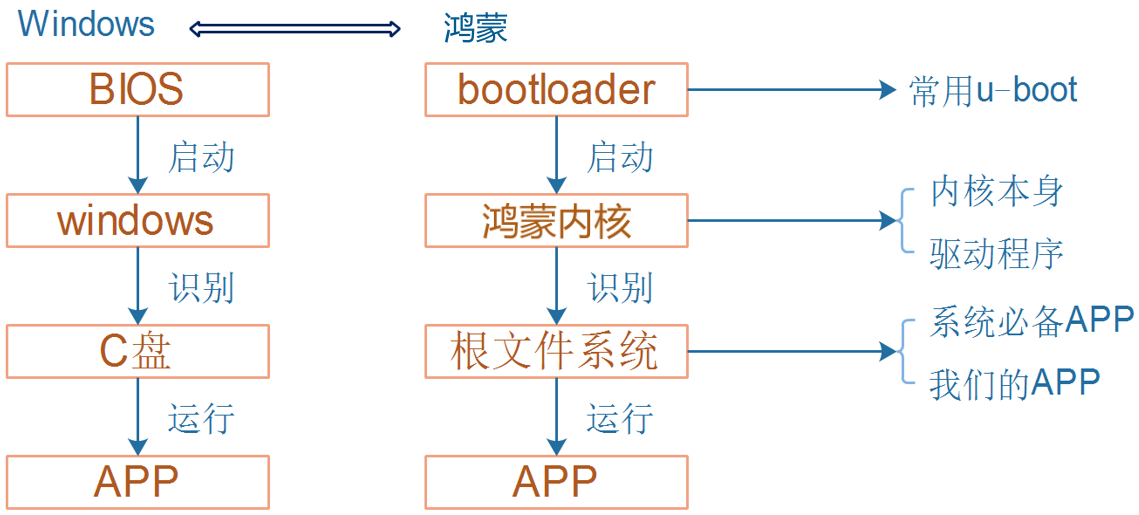 Windows
鸿蒙
BIOS
bootloader
常用u-boot
启动
启动
windows
鸿蒙内核
内核本身
驱动程序
识别
识别
C盘
根文件系统
系统必备APP
我们的APP
运行
运行
APP
APP